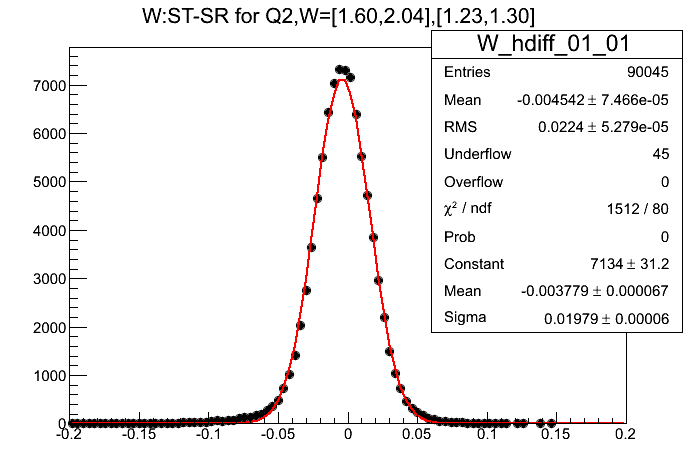 W:ST-SR for Q2,W=[1.60,2.04],[1.23,1.30]
W_hdiff_01_01
Entries 90045
Mean -0.004542 ± 7.466e-05
RMS 0.0224 ± 5.279e-05
Underflow 45
Overflow 0
χ² / ndf 1512 / 80
Prob 0
Constant 7134 ± 31.2
Mean -0.003779 ± 0.000067
Sigma 0.01979 ± 0.00006
7000
6000
5000
4000
3000
2000
1000
0
-0.2 -0.15 -0.1 -0.05 0 0.05 0.1 0.15 0.2